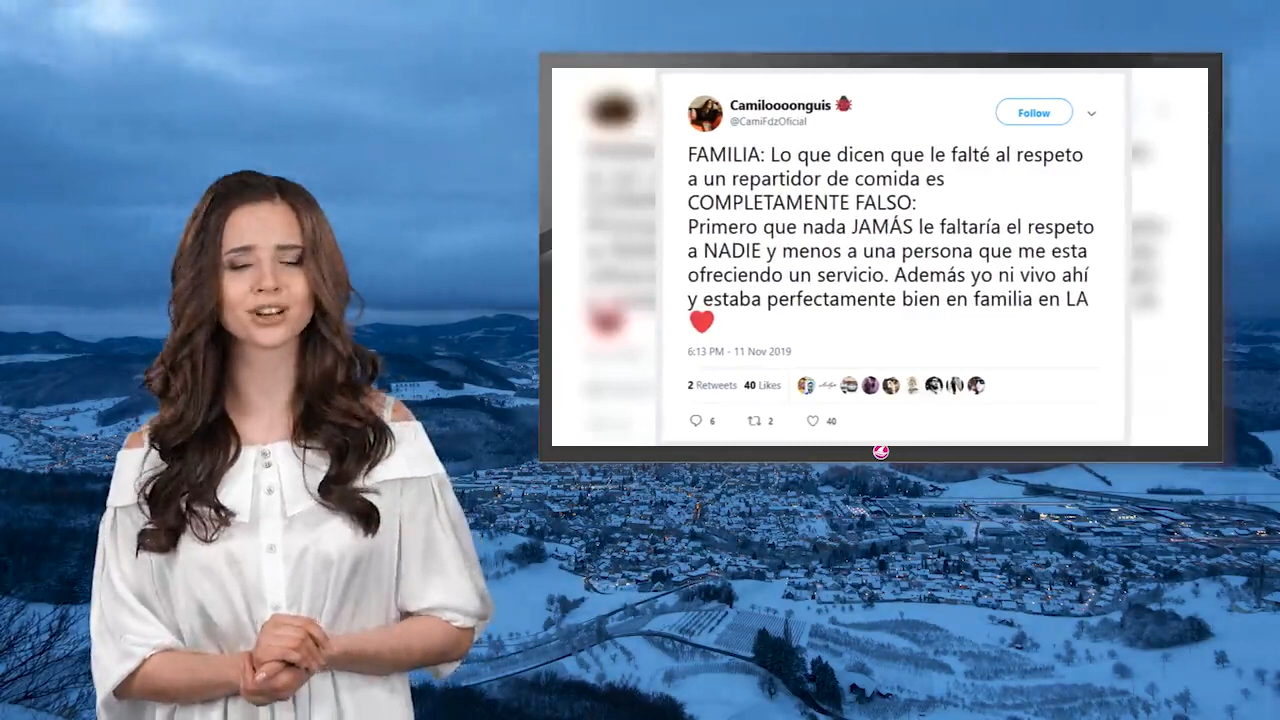 Camiloooonguis 🐞
@CamiFdzOficial
Follow
FAMILIA: Lo que dicen que le falté al respeto
a un repartidor de comida es
COMPLETAMENTE FALSO:
Primero que nada JAMÁS le faltaría el respeto
a NADIE y menos a una persona que me esta
ofreciendo un servicio. Además yo ni vivo ahí
y estaba perfectamente bien en familia en LA
❤️
6:13 PM - 11 Nov 2019
2 Retweets 40 Likes
6 2 40